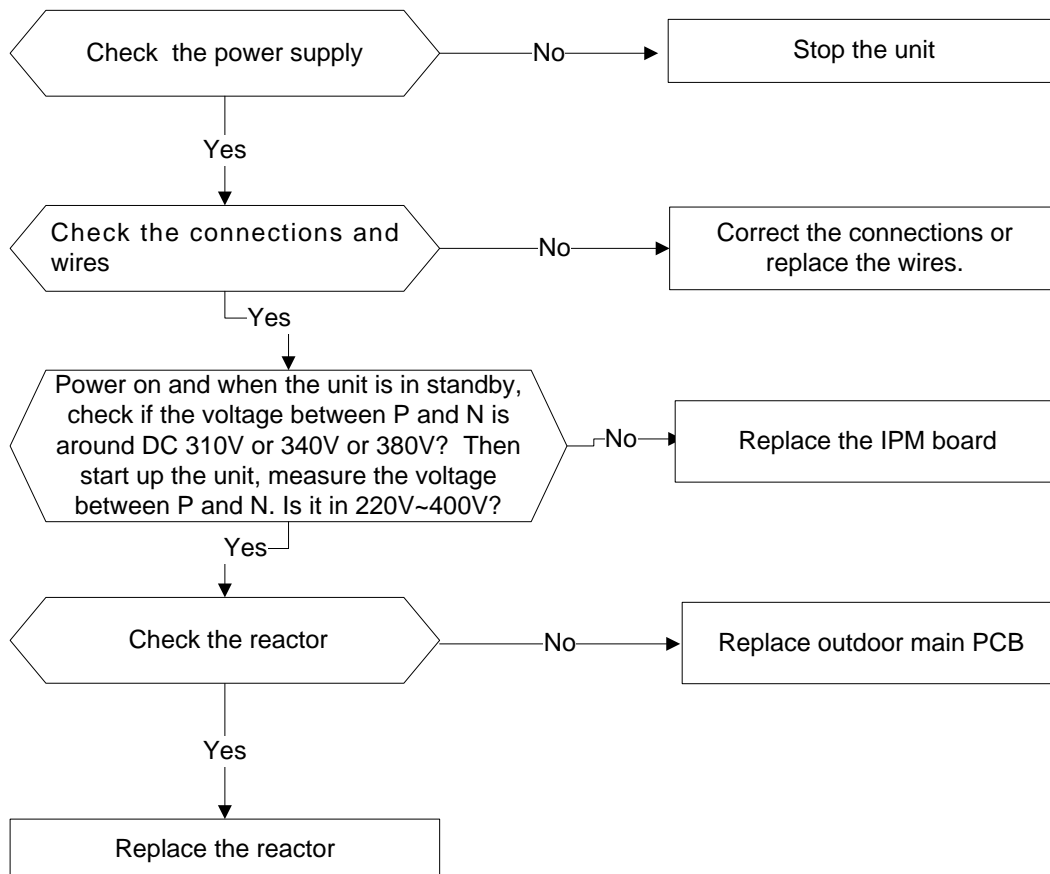 Check the power supply
No
Stop the unit
Yes
Check the connections and
wires
No
Correct the connections or
replace the wires.
Yes
Power on and when the unit is in standby,
check if the voltage between P and N is
around DC 310V or 340V or 380V? Then
start up the unit, measure the voltage
between P and N. Is it in 220V~400V?
No
Replace the IPM board
Yes
Check the reactor
No
Replace outdoor main PCB
Yes
Replace the reactor